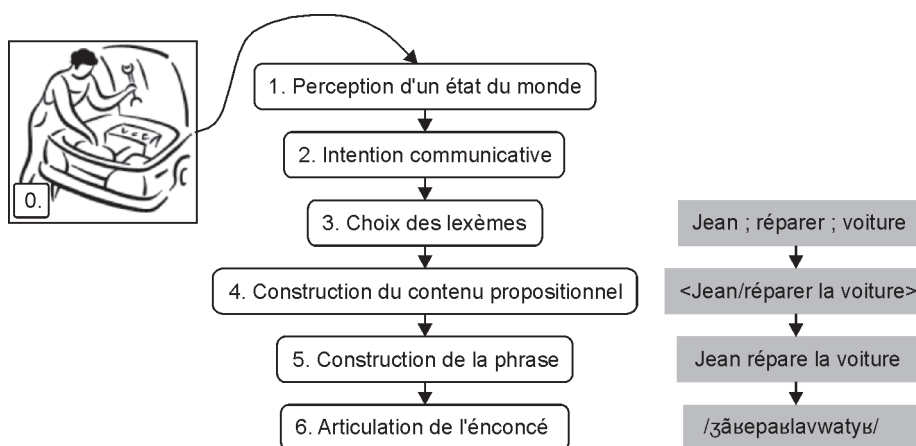 0.
1. Perception d'un état du monde
2. Intention communicative
3. Choix des lexèmes
Jean ; réparer ; voiture
4. Construction du contenu propositionnel
<Jean/réparer la voiture>
5. Construction de la phrase
Jean répare la voiture
6. Articulation de l'énconcé
/ʒãʁepaʁlavwatyʁ/